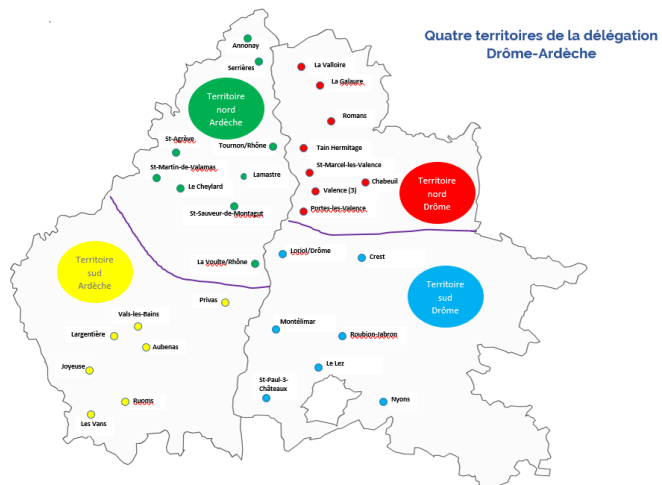 Quatre territoires de la délégation
Drôme-Ardèche
Annonay
Serrières
La Valloire
La Galaure
Territoire
nord
Ardèche
Romans
St-Agrève
Tournon/Rhône
Tain Hermitage
St-Martin-de-Valamas
Lamastre
St-Marcel-les-Valence
Chabeuil
Le Cheylard
Valence (3)
Territoire
nord
Drôme
St-Sauveur-de-Montagut
Portes-les-Valence
Territoire
sud
Ardèche
La Voulte/Rhône
Loriol/Drôme
Crest
Territoire
sud
Drôme
Privas
Vals-les-Bains
Largentière
Aubenas
Montélimar
Roubion-Jabron
Joyeuse
Le Lez
St-Paul-3-
Châteaux
Ruoms
Nyons
Les Vans